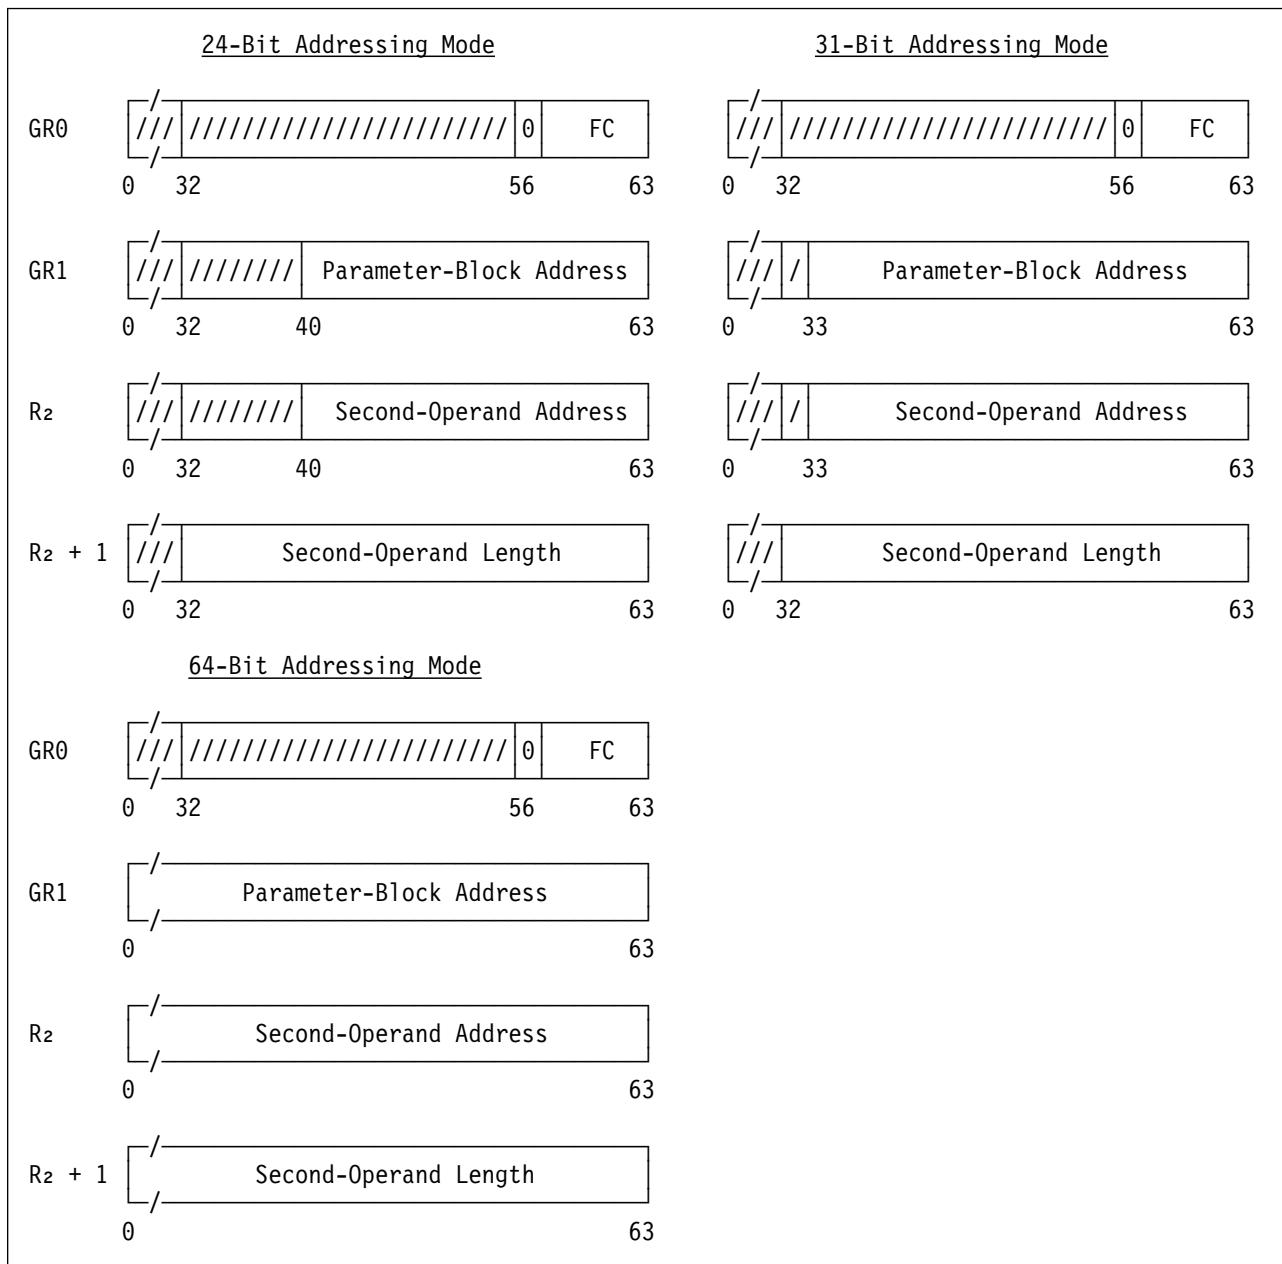 24-Bit Addressing Mode 31-Bit Addressing Mode
GR0 /// //////////////////////// 0 FC /// //////////////////////// 0 FC
0 32 56 63 0 32 56 63
GR1 /// //////// Parameter-Block Address /// / Parameter-Block Address
0 32 40 63 0 33 63
R2 /// //////// Second-Operand Address /// / Second-Operand Address
0 32 40 63 0 33 63
R2 + 1 /// Second-Operand Length /// Second-Operand Length
0 32 63 0 32 63
64-Bit Addressing Mode
GR0 /// //////////////////////// 0 FC
0 32 56 63
GR1 Parameter-Block Address
0 63
R2 Second-Operand Address
0 63
R2 + 1 Second-Operand Length
0 63